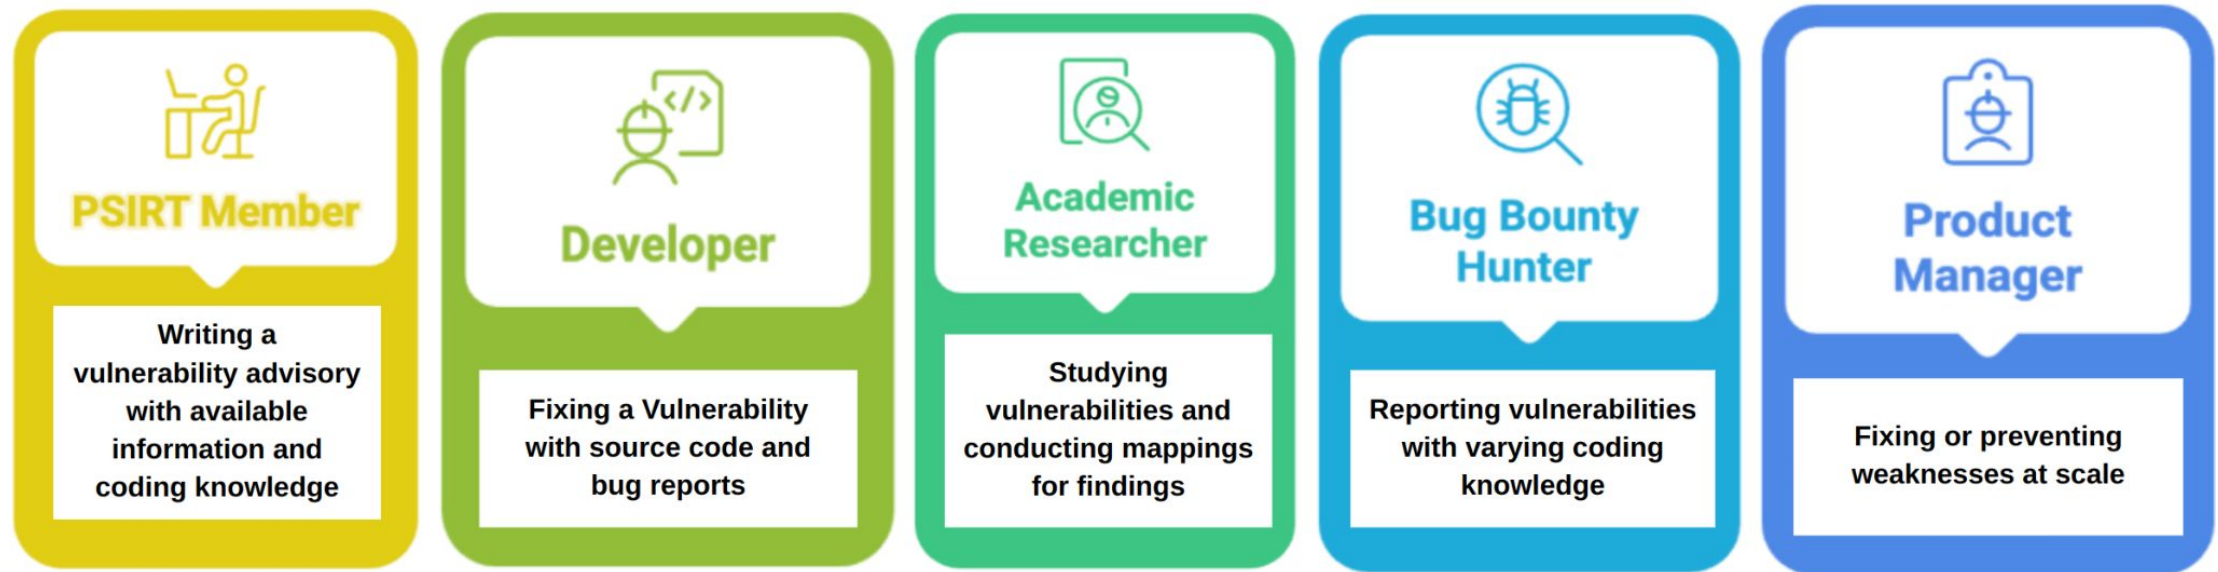 PSIRT Member
Writing a
vulnerability advisory
with available
information and
coding knowledge
</>
Developer
Fixing a Vulnerability
with source code and
bug reports
Academic
Researcher
Studying
vulnerabilities and
conducting mappings
for findings
Bug Bounty
Hunter
Reporting vulnerabilities
with varying coding
knowledge
Product
Manager
Fixing or preventing
weaknesses at scale